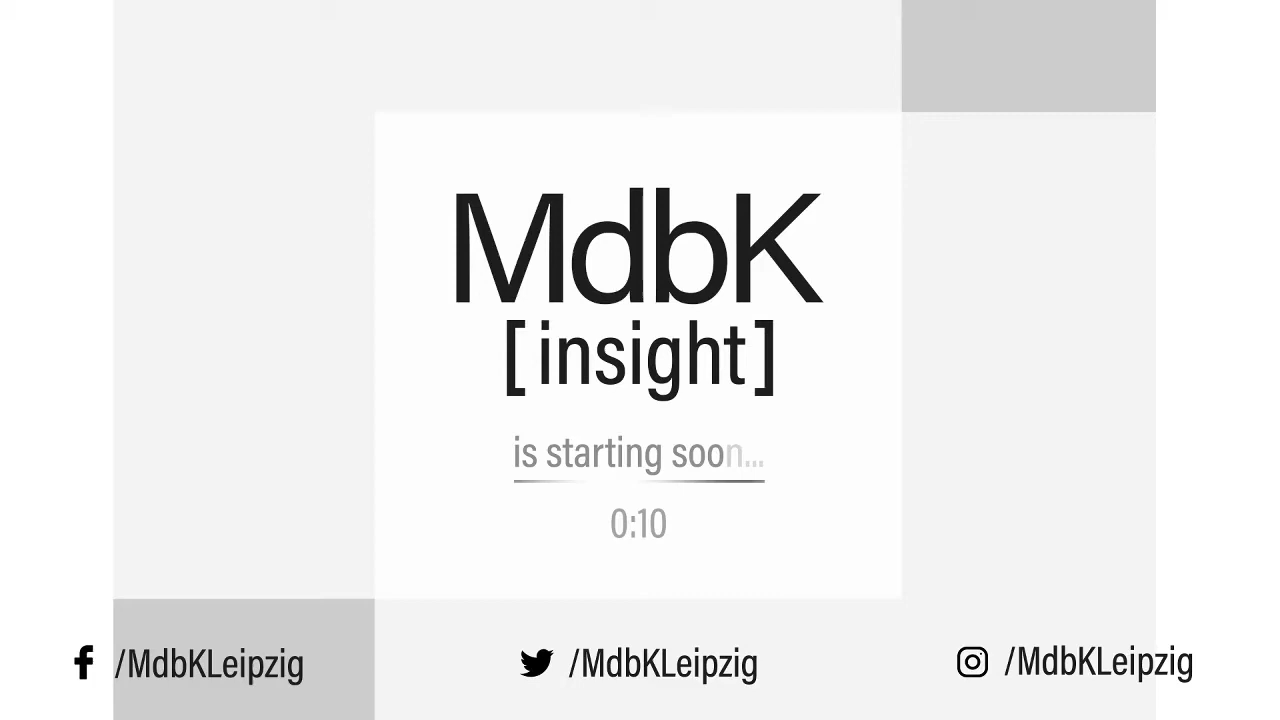 MdbK
[insight]
is starting soon...
0:10
/MdbKLeipzig
/MdbKLeipzig
/MdbKLeipzig